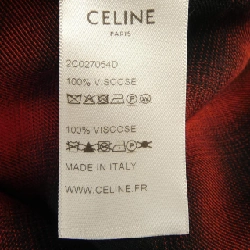 CELINE
PARIS
2C027054D
100% VISCOSE
100% VISCOSE
MADE IN ITALY
WWW.CELINE.FR